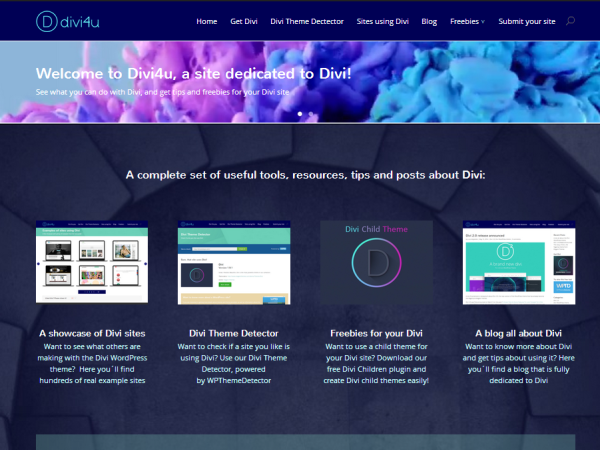 divi4u
Home Get Divi Divi Theme Dectector Sites using Divi Blog Freebies Submit your site
Welcome to Divi4u, a site dedicated to Divi!
See what you can do with Divi, and get tips and freebies for your Divi site
A complete set of useful tools, resources, tips and posts about Divi:
Divi Child Theme
A showcase of Divi sites
Want to see what others are
making with the Divi WordPress
theme? Here you´ll find
hundreds of real example sites
Divi Theme Detector
Want to check if a site you like is
using Divi? Use our Divi Theme
Detector, powered
by WPThemeDetector
Freebies for your Divi
Want to use a child theme for
your Divi site? Download our
free Divi Children plugin and
create Divi child themes easily!
A blog all about Divi
Want to know more about Divi
and get tips about using it? Here
you´ll find a blog that is fully
dedicated to Divi